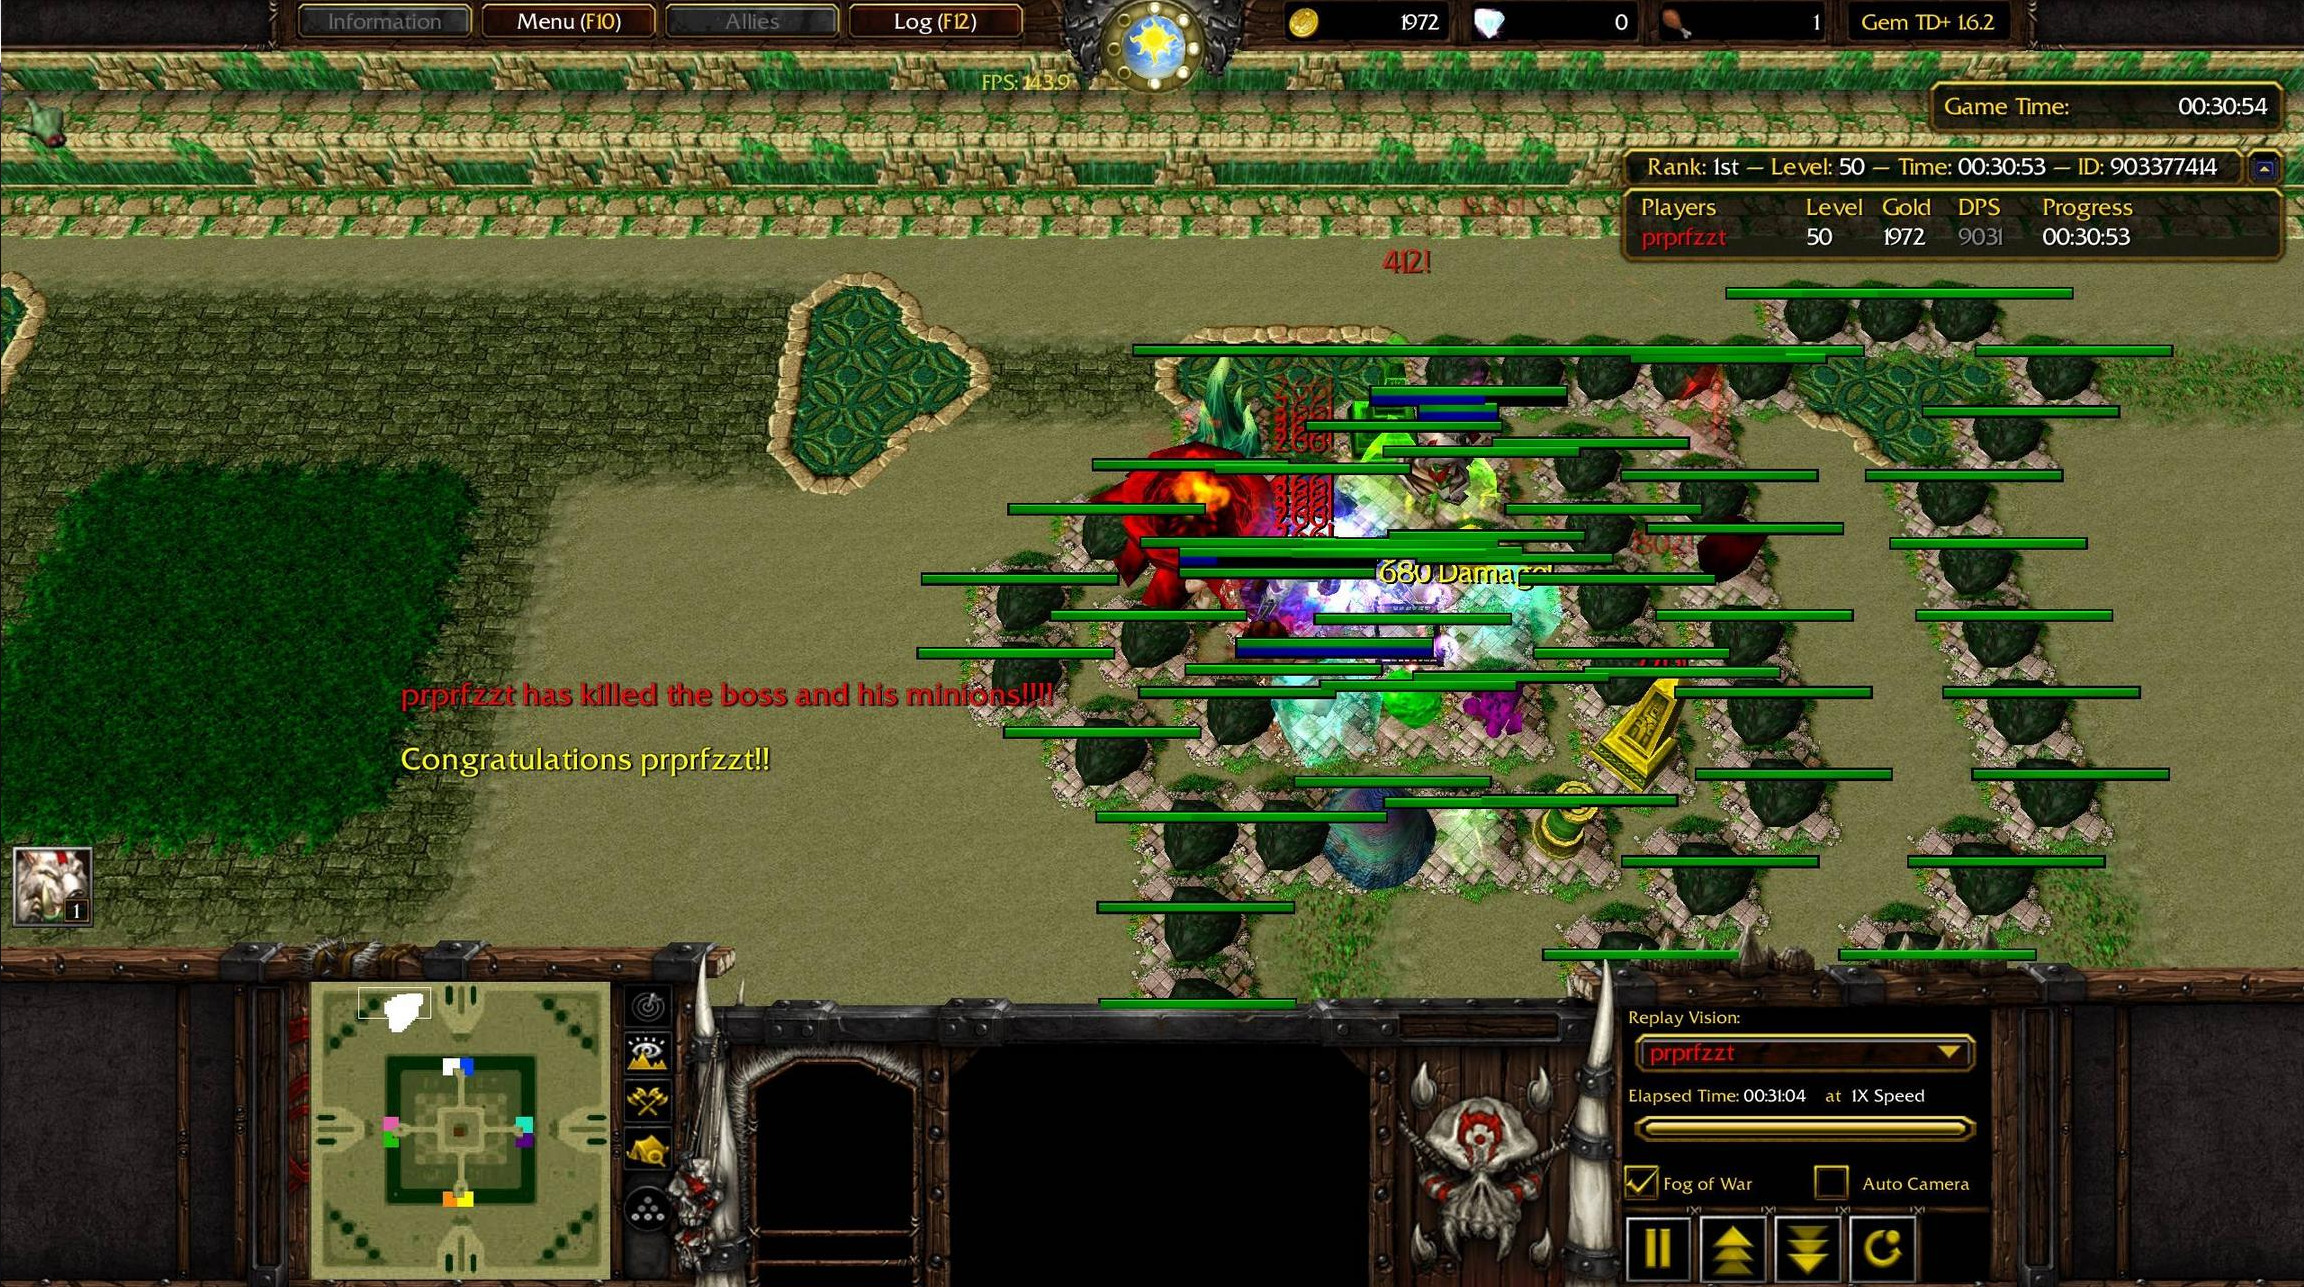 Information
Menu (F10)
Allies
Log (F12)
1972
0
1
Gem TD+ 1.6.2
FPS: 143.9
Game Time: 00:30:54
Rank: 1st — Level: 50 — Time: 00:30:53 — ID: 903377414
Players Level Gold DPS Progress
prprfzzt 50 1972 9031 00:30:53
412!
680 Damage!
prprfzzt has killed the boss and his minions!!!!
Congratulations prprfzzt!!
1
Replay Vision:
prprfzzt
Elapsed Time: 00:31:04 at 1X Speed
Fog of War
Auto Camera